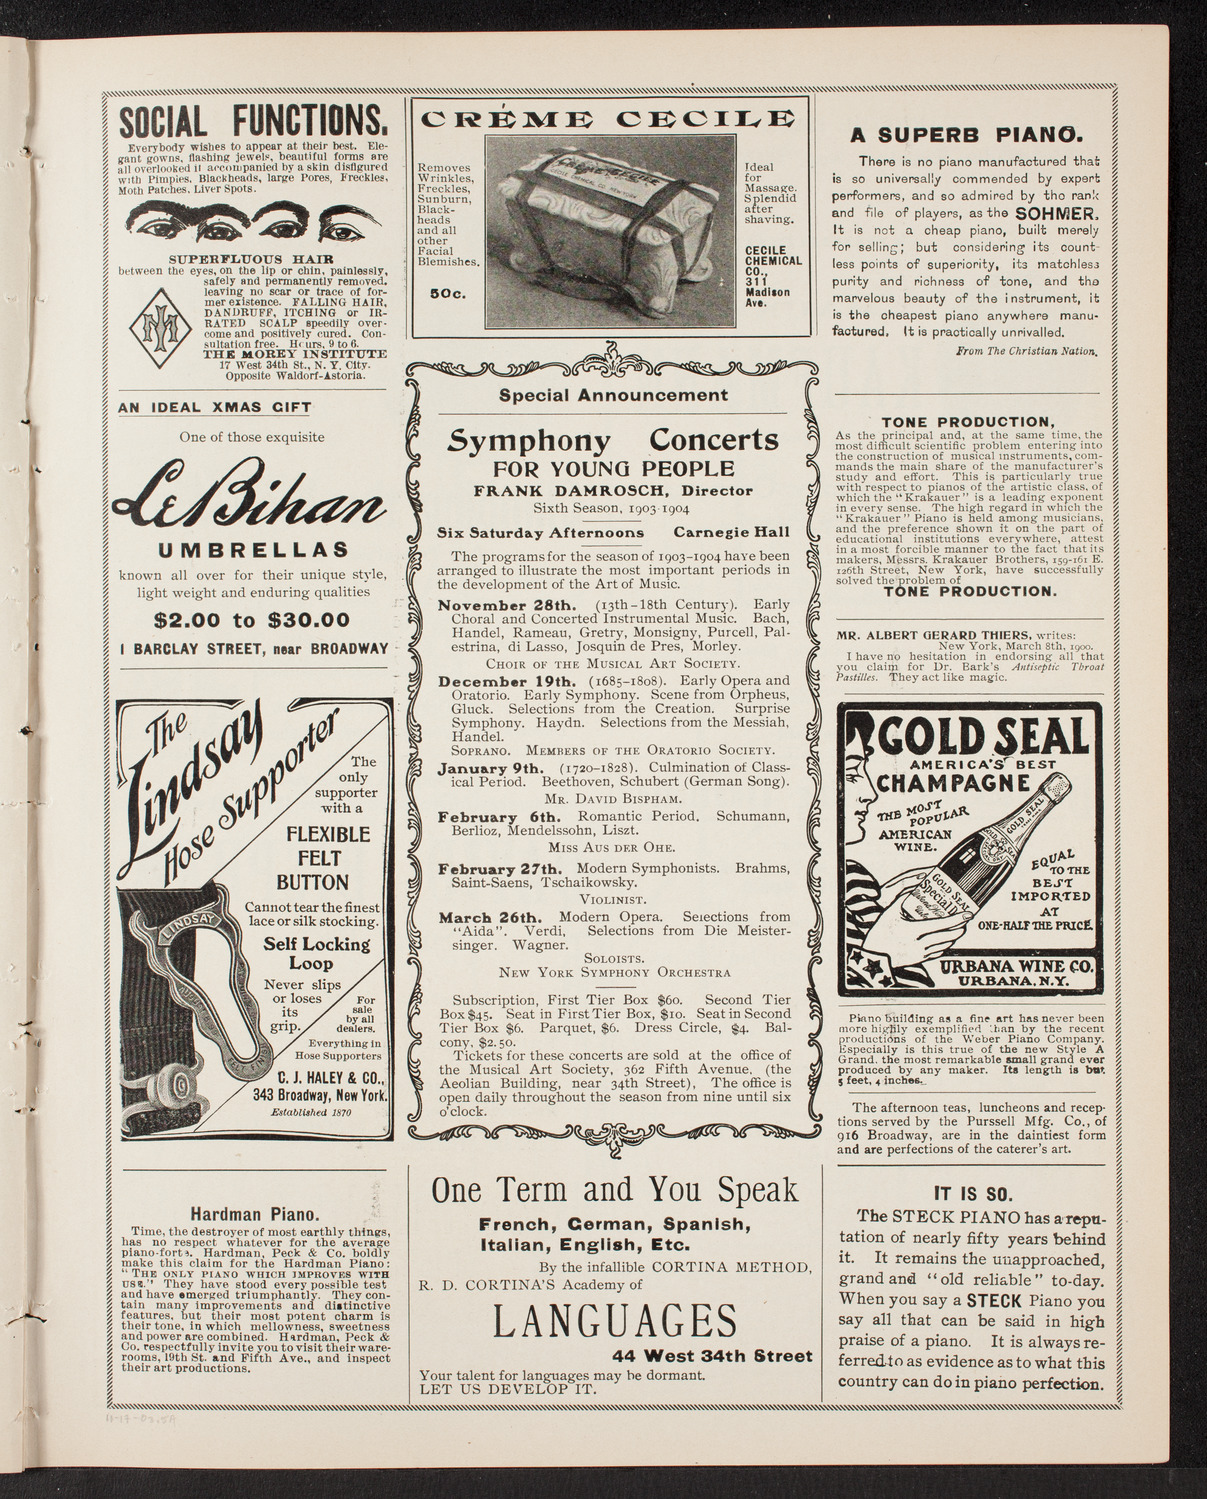 SOCIAL FUNCTIONS.
Everybody wishes to appear at their best. Ele-
gant gowns, flashing jewels, beautiful forms are
all overlooked if accompanied by a skin disfigured
with Pimples, Blackheads, large Pores, Freckles,
Moth Patches, Liver Spots.
SUPERFLUOUS HAIR
between the eyes, on the lip or chin, painlessly,
safely and permanently removed.
leaving no scar or trace of for-
mer existence. FALLING HAIR,
DANDRUFF, ITCHING or IR-
RATED SCALP speedily over-
come and positively cured. Con-
sultation free. Hours, 9 to 6.
THE MOREY INSTITUTE
17 West 34th St., N. Y. City.
Opposite Waldorf-Astoria.
AN IDEAL XMAS GIFT
One of those exquisite
Le Bihan
UMBRELLAS
known all over for their unique style,
light weight and enduring qualities
$2.00 to $30.00
1 BARCLAY STREET, near BROADWAY
The
Lindsay
Hose Supporter
The
only
supporter
with a
FLEXIBLE
FELT
BUTTON
Cannot tear the finest
lace or silk stocking.
Self Locking
Loop
Never slips
or loses
its
grip.
For
sale
by all
dealers.
Everything in
Hose Supporters
C. J. HALEY & CO.,
343 Broadway, New York.
Established 1870
LINDSAY
Hardman Piano.
Time, the destroyer of most earthly things,
has no respect whatever for the average
piano-forte. Hardman, Peck & Co. boldly
make this claim for the Hardman Piano:
"THE ONLY PIANO WHICH IMPROVES WITH
USE." They have stood every possible test
and have emerged triumphantly. They con-
tain many improvements and distinctive
features, but their most potent charm is
their tone, in which mellowness, sweetness
and power are combined. Hardman, Peck &
Co. respectfully invite you to visit their ware-
rooms, 19th St. and Fifth Ave., and inspect
their art productions.
CRÉME CECILE
Removes
Wrinkles,
Freckles,
Sunburn,
Black-
heads
and all
other
Facial
Blemishes.
50c.
Ideal
for
Massage.
Splendid
after
shaving.
CECILE
CHEMICAL
CO.,
311
Madison
Ave.
Special Announcement
Symphony Concerts
FOR YOUNG PEOPLE
FRANK DAMROSCH, Director
Sixth Season, 1903-1904
Six Saturday Afternoons Carnegie Hall
The programs for the season of 1903-1904 have been
arranged to illustrate the most important periods in
the development of the Art of Music.
November 28th. (13th-18th Century). Early
Choral and Concerted Instrumental Music. Bach,
Handel, Rameau, Gretry, Monsigny, Purcell, Pal-
estrina, di Lasso, Josquin de Pres, Morley.
CHOIR OF THE MUSICAL ART SOCIETY.
December 19th. (1685-1808). Early Opera and
Oratorio. Early Symphony. Scene from Orpheus,
Gluck. Selections from the Creation. Surprise
Symphony. Haydn. Selections from the Messiah,
Handel.
SOPRANO. MEMBERS OF THE ORATORIO SOCIETY.
January 9th. (1720-1828). Culmination of Class-
ical Period. Beethoven, Schubert (German Song).
MR. DAVID BISPHAM.
February 6th. Romantic Period. Schumann,
Berlioz, Mendelssohn, Liszt.
MISS AUS DER OHE.
February 27th. Modern Symphonists. Brahms,
Saint-Saens, Tschaikowsky.
VIOLINIST.
March 26th. Modern Opera. Selections from
"Aida". Verdi, Selections from Die Meister-
singer. Wagner.
SOLOISTS.
NEW YORK SYMPHONY ORCHESTRA
Subscription, First Tier Box $60. Second Tier
Box $45. Seat in First Tier Box, $10. Seat in Second
Tier Box $6. Parquet, $6. Dress Circle, $4. Bal-
cony, $2.50.
Tickets for these concerts are sold at the office of
the Musical Art Society, 362 Fifth Avenue, (the
Aeolian Building, near 34th Street), The office is
open daily throughout the season from nine until six
o'clock.
One Term and You Speak
French, German, Spanish,
Italian, English, Etc.
By the infallible CORTINA METHOD,
R. D. CORTINA'S Academy of
LANGUAGES
44 West 34th Street
Your talent for languages may be dormant.
LET US DEVELOP IT.
A SUPERB PIANO.
There is no piano manufactured that
is so universally commended by expert
performers, and so admired by tho rank
and file of players, as the SOHMER.
It is not a cheap piano, built merely
for selling; but considering its count-
less points of superiority, its matchless
purity and richness of tone, and the
marvelous beauty of the instrument, it
is the cheapest piano anywhere manu-
factured. It is practically unrivalled.
From The Christian Nation.
TONE PRODUCTION,
As the principal and, at the same time, the
most difficult scientific problem entering into
the construction of musical instruments, com-
mands the main share of the manufacturer's
study and effort. This is particularly true
with respect to pianos of the artistic class, of
which the "Krakauer" is a leading exponent
in every sense. The high regard in which the
"Krakauer" Piano is held among musicians,
and the preference shown it on the part of
educational institutions everywhere, attest
in a most forcible manner to the fact that its
makers, Messrs. Krakauer Brothers, 159-161 E.
126th Street, New York, have successfully
solved the problem of
TONE PRODUCTION.
MR. ALBERT GERARD THIERS, writes:
New York, March 8th, 1900.
I have no hesitation in endorsing all that
you claim for Dr. Bark's Antiseptic Throat
Pastilles. They act like magic.
GOLD SEAL
AMERICA'S BEST
CHAMPAGNE
THE MOST
POPULAR
AMERICAN
WINE.
GOLD SEAL
GOLD SEAL
Special Dry
EQUAL
TO THE
BEST
IMPORTED
AT
ONE-HALF THE PRICE.
URBANA WINE CO.
URBANA, N.Y.
Piano building as a fine art has never been
more highly exemplified than by the recent
productions of the Weber Piano Company.
Especially is this true of the new Style A
Grand, the most remarkable small grand ever
produced by any maker. Its length is but
5 feet, 4 inches.
The afternoon teas, luncheons and recep-
tions served by the Purssell Mfg. Co., of
916 Broadway, are in the daintiest form
and are perfections of the caterer's art.
IT IS SO.
The STECK PIANO has a repu-
tation of nearly fifty years behind
it. It remains the unapproached,
grand and "old reliable" to-day.
When you say a STECK Piano you
say all that can be said in high
praise of a piano. It is always re-
ferred to as evidence as to what this
country can do in piano perfection.